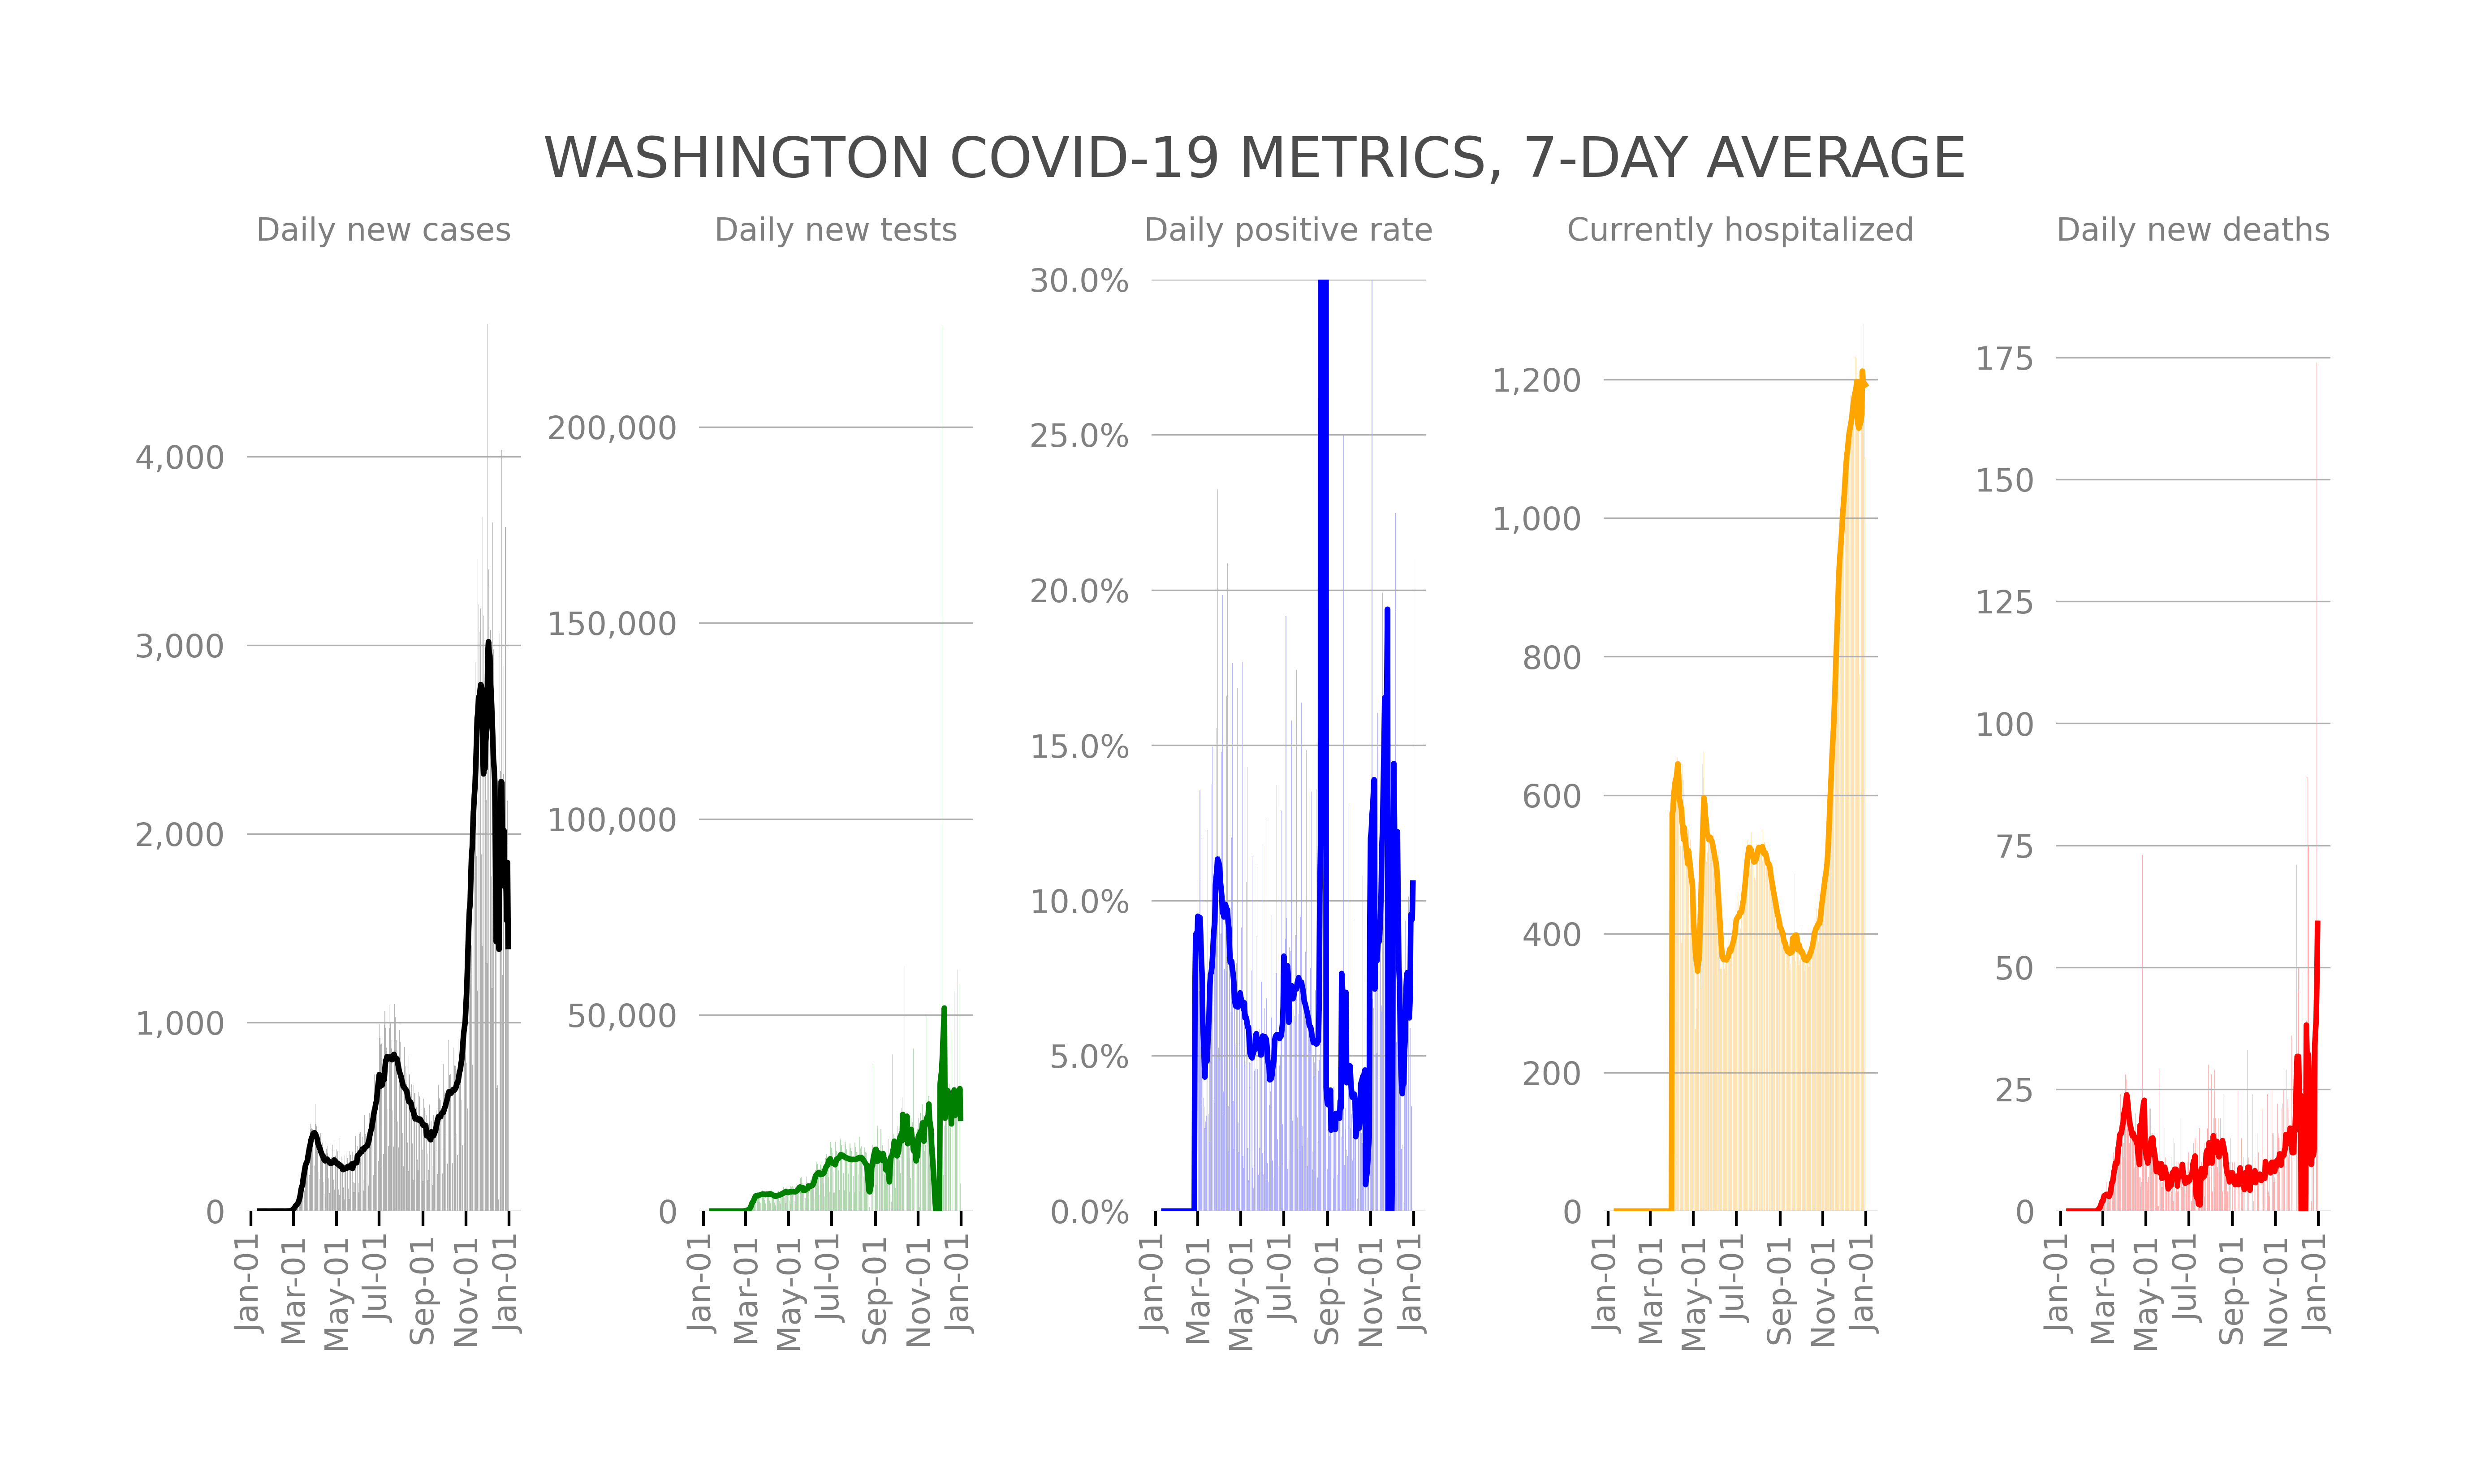 WASHINGTON COVID-19 METRICS, 7-DAY AVERAGE
Daily new cases
4,000
3,000
2,000
1,000
0
Jan-01
Mar-01
May-01
Jul-01
Sep-01
Nov-01
Jan-01
Daily new tests
200,000
150,000
100,000
50,000
0
Jan-01
Mar-01
May-01
Jul-01
Sep-01
Nov-01
Jan-01
Daily positive rate
30.0%
25.0%
20.0%
15.0%
10.0%
5.0%
0.0%
Jan-01
Mar-01
May-01
Jul-01
Sep-01
Nov-01
Jan-01
Currently hospitalized
1,200
1,000
800
600
400
200
0
Jan-01
Mar-01
May-01
Jul-01
Sep-01
Nov-01
Jan-01
Daily new deaths
175
150
125
100
75
50
25
0
Jan-01
Mar-01
May-01
Jul-01
Sep-01
Nov-01
Jan-01